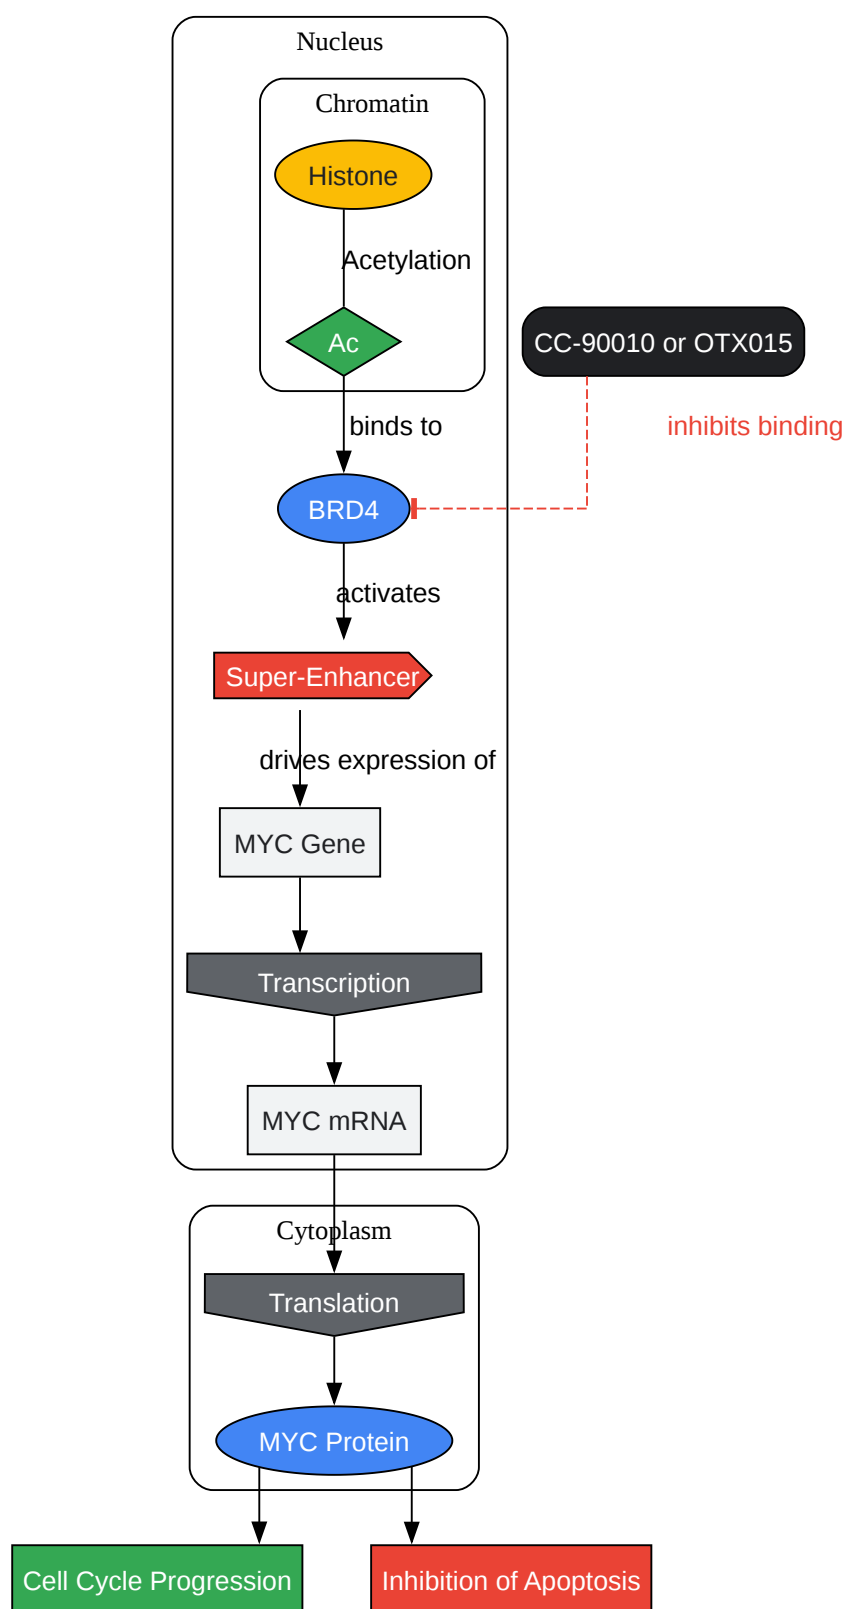 Nucleus
Chromatin
Histone
Acetylation
Ac
CC-90010 or OTX015
binds to
inhibits binding
BRD4
activates
Super-Enhancer
drives expression of
MYC Gene
Transcription
MYC mRNA
Cytoplasm
Translation
MYC Protein
Cell Cycle Progression
Inhibition of Apoptosis